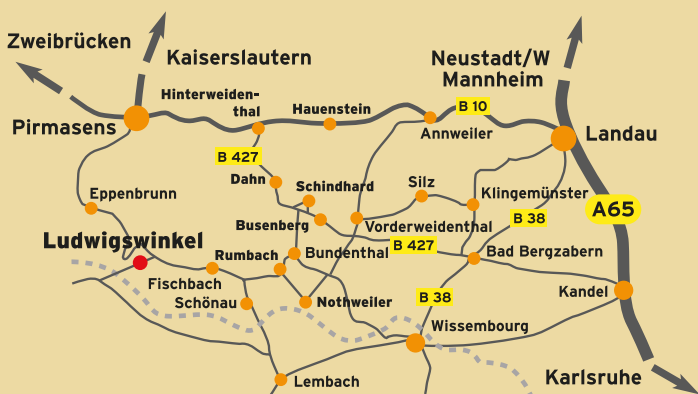 Zweibrücken
Kaiserslautern
Neustadt/W
Mannheim
Hinterweiden-
thal
Hauenstein
B 10
Pirmasens
Annweiler
Landau
B 427
Dahn
Schindhard
Silz
Eppenbrunn
Klingemünster
A65
Busenberg
Vorderweidenthal
B 38
Ludwigswinkel
B 427
Rumbach
Bundenthal
Bad Bergzabern
Fischbach
Schönau
Nothweiler
B 38
Kandel
Wissembourg
Lembach
Karlsruhe